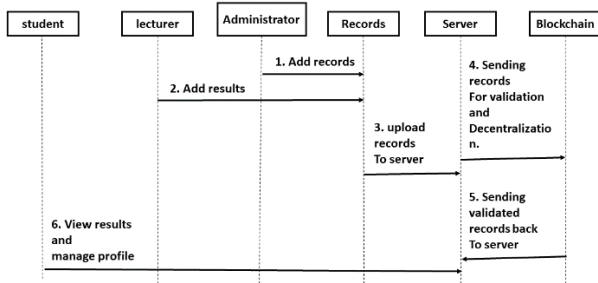 student
lecturer
Administrator
Records
Server
Blockchain
1. Add records
2. Add results
3. upload
records
To server
4. Sending
records
For validation
and
Decentralizatio
n.
5. Sending
validated
records back
To server
6. View results
and
manage profile